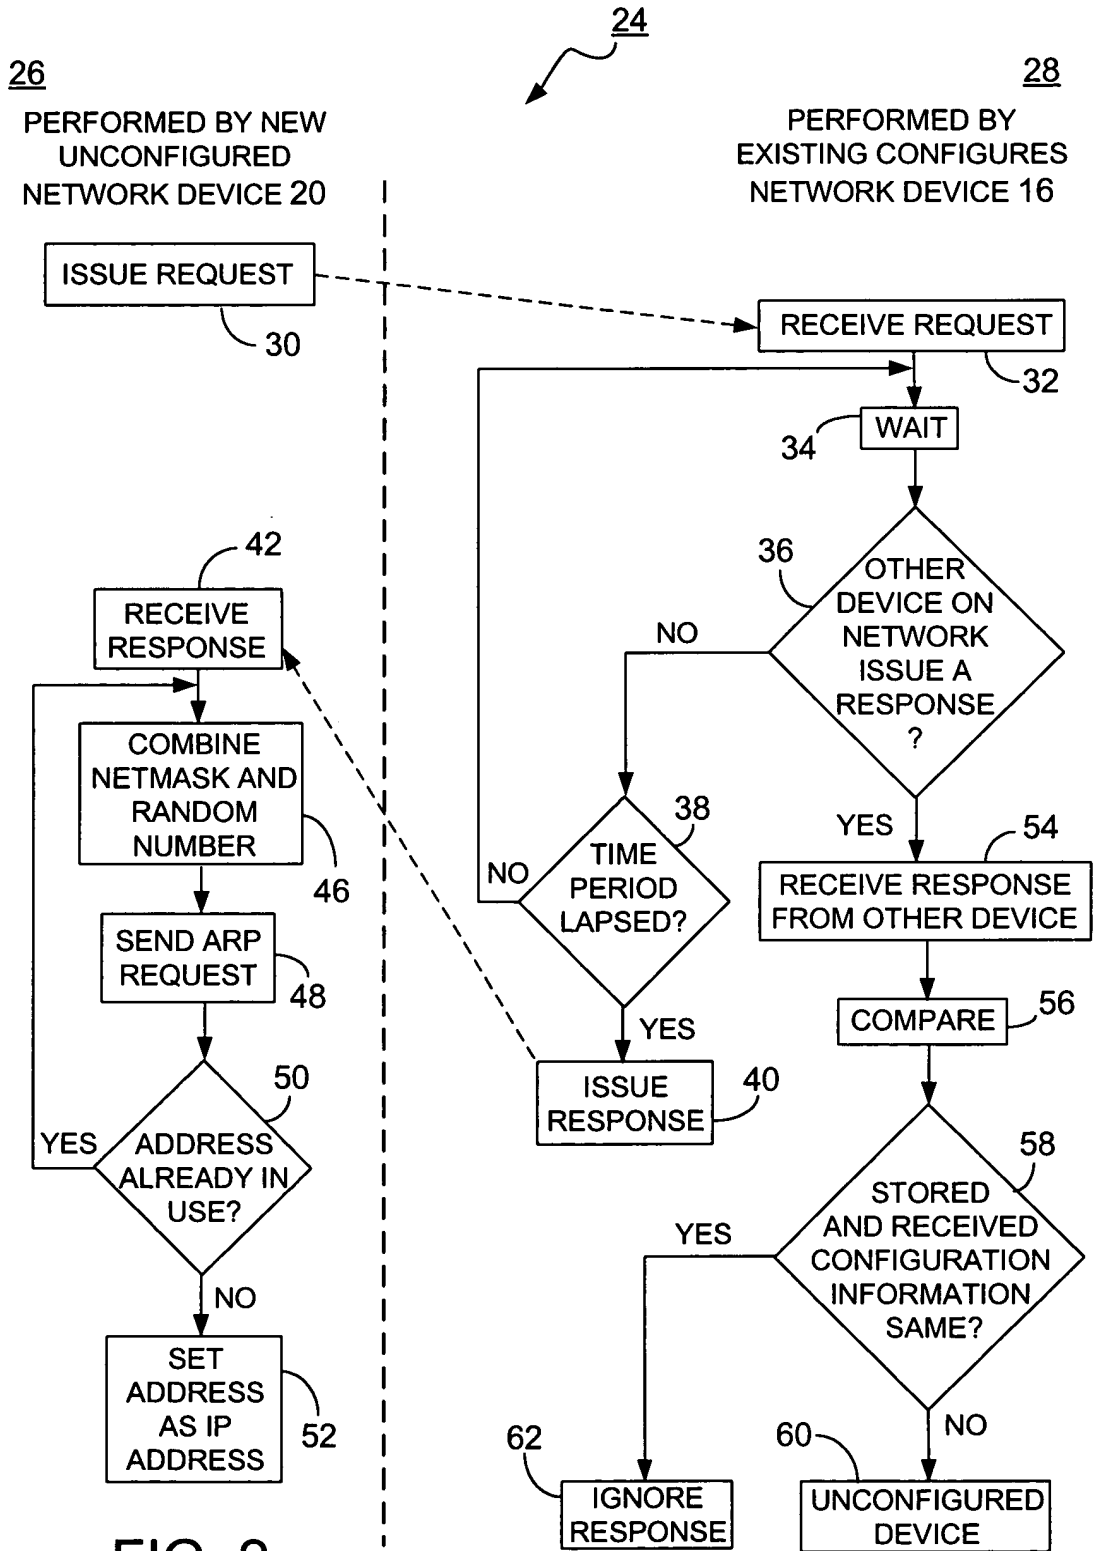 24
26
PERFORMED BY NEW
UNCONFIGURED
NETWORK DEVICE 20
28
PERFORMED BY
EXISTING CONFIGURES
NETWORK DEVICE 16
ISSUE REQUEST
30
RECEIVE REQUEST
32
WAIT
34
36
OTHER
DEVICE ON
NETWORK
ISSUE A
RESPONSE
?
NO
YES
38
TIME
PERIOD
LAPSED?
NO
YES
ISSUE
RESPONSE
40
42
RECEIVE
RESPONSE
COMBINE
NETMASK AND
RANDOM
NUMBER
46
SEND ARP
REQUEST
48
50
ADDRESS
ALREADY IN
USE?
YES
NO
SET
ADDRESS
AS IP
ADDRESS
52
54
RECEIVE RESPONSE
FROM OTHER DEVICE
COMPARE
56
58
STORED
AND RECEIVED
CONFIGURATION
INFORMATION
SAME?
YES
NO
62
IGNORE
RESPONSE
60
UNCONFIGURED
DEVICE
FIG.